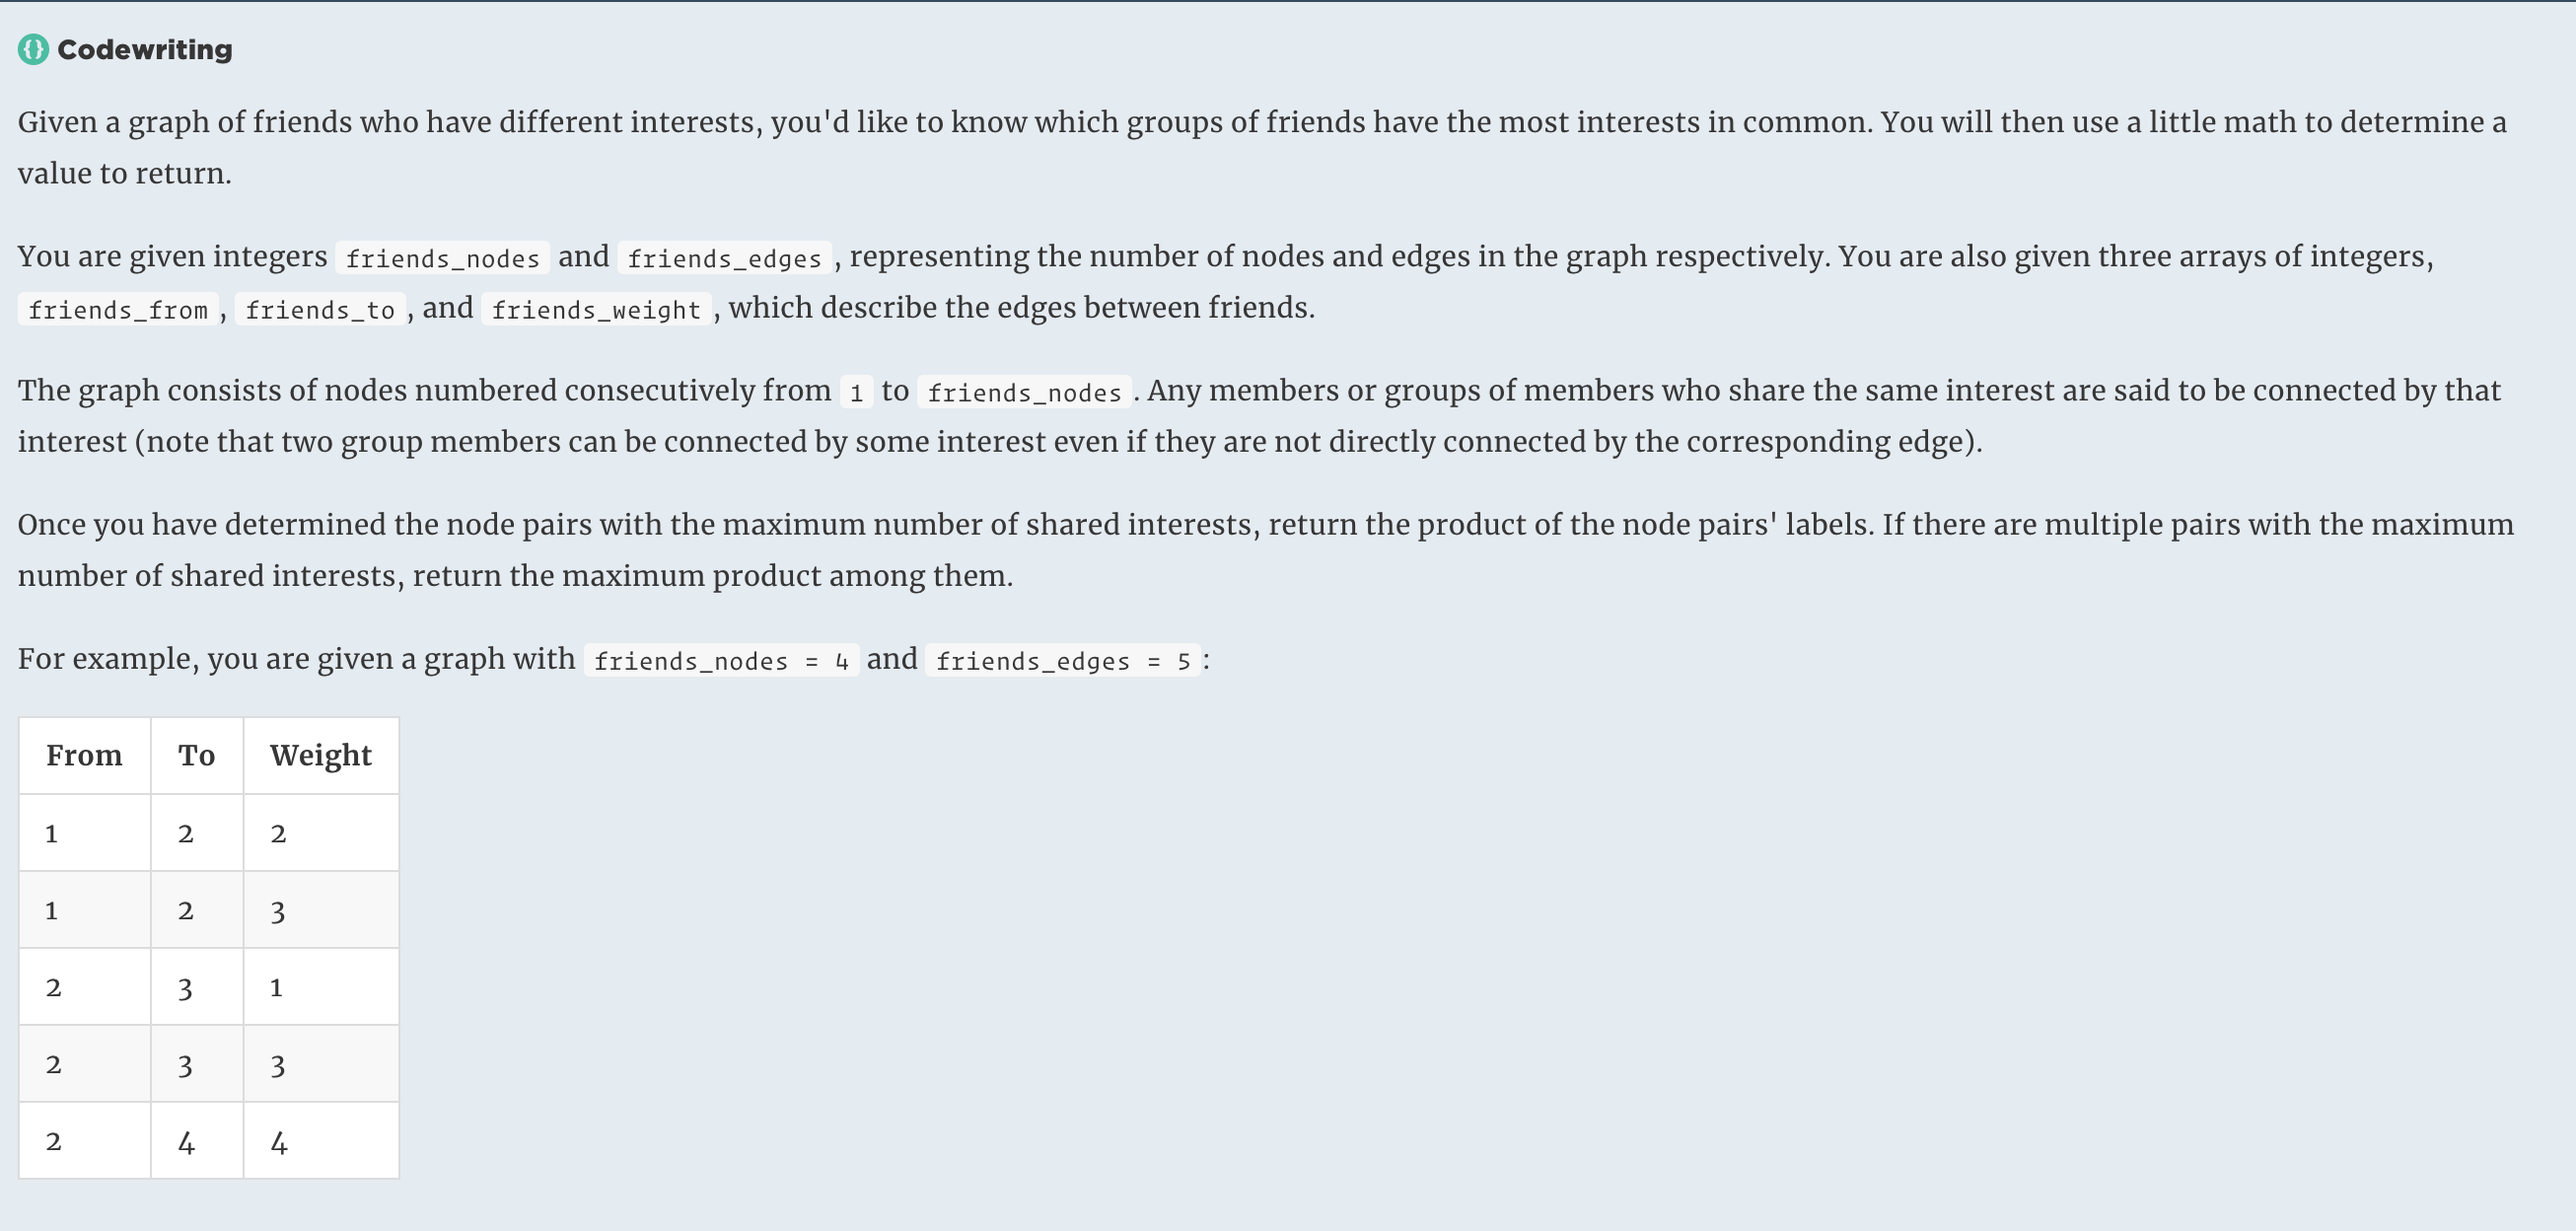 {} Codewriting
Given a graph of friends who have different interests, you'd like to know which groups of friends have the most interests in common. You will then use a little math to determine a
value to return.
You are given integers friends_nodes and friends_edges, representing the number of nodes and edges in the graph respectively. You are also given three arrays of integers,
friends_from, friends_to, and friends_weight, which describe the edges between friends.
The graph consists of nodes numbered consecutively from 1 to friends_nodes. Any members or groups of members who share the same interest are said to be connected by that
interest (note that two group members can be connected by some interest even if they are not directly connected by the corresponding edge).
Once you have determined the node pairs with the maximum number of shared interests, return the product of the node pairs' labels. If there are multiple pairs with the maximum
number of shared interests, return the maximum product among them.
For example, you are given a graph with friends_nodes = 4 and friends_edges = 5:
From To Weight
1 2 2
1 2 3
2 3 1
2 3 3
2 4 4